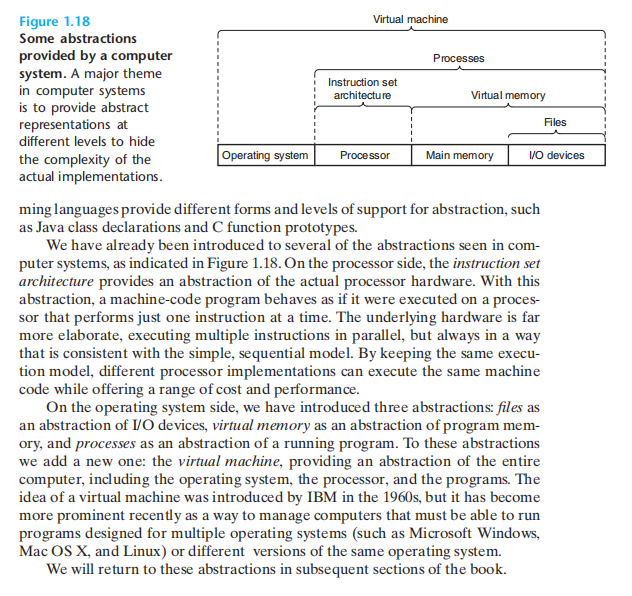 Figure 1.18
Some abstractions
provided by a computer
system. A major theme
in computer systems
is to provide abstract
representations at
different levels to hide
the complexity of the
actual implementations.
Virtual machine
Processes
Instruction set
architecture
Virtual memory
Files
Operating system
Processor
Main memory
I/O devices
ming languages provide different forms and levels of support for abstraction, such
as Java class declarations and C function prototypes.
We have already been introduced to several of the abstractions seen in com-
puter systems, as indicated in Figure 1.18. On the processor side, the instruction set
architecture provides an abstraction of the actual processor hardware. With this
abstraction, a machine-code program behaves as if it were executed on a proces-
sor that performs just one instruction at a time. The underlying hardware is far
more elaborate, executing multiple instructions in parallel, but always in a way
that is consistent with the simple, sequential model. By keeping the same execu-
tion model, different processor implementations can execute the same machine
code while offering a range of cost and performance.
On the operating system side, we have introduced three abstractions: files as
an abstraction of I/O devices, virtual memory as an abstraction of program mem-
ory, and processes as an abstraction of a running program. To these abstractions
we add a new one: the virtual machine, providing an abstraction of the entire
computer, including the operating system, the processor, and the programs. The
idea of a virtual machine was introduced by IBM in the 1960s, but it has become
more prominent recently as a way to manage computers that must be able to run
programs designed for multiple operating systems (such as Microsoft Windows,
Mac OS X, and Linux) or different versions of the same operating system.
We will return to these abstractions in subsequent sections of the book.